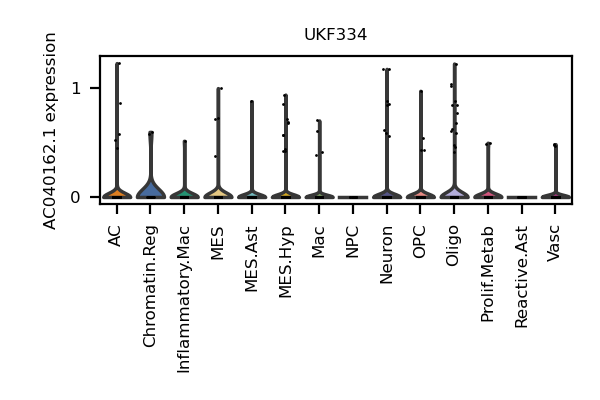 UKF334
AC040162.1 expression
1
0
AC
Chromatin.Reg
Inflammatory.Mac
MES
MES.Ast
MES.Hyp
Mac
NPC
Neuron
OPC
Oligo
Prolif.Metab
Reactive.Ast
Vasc